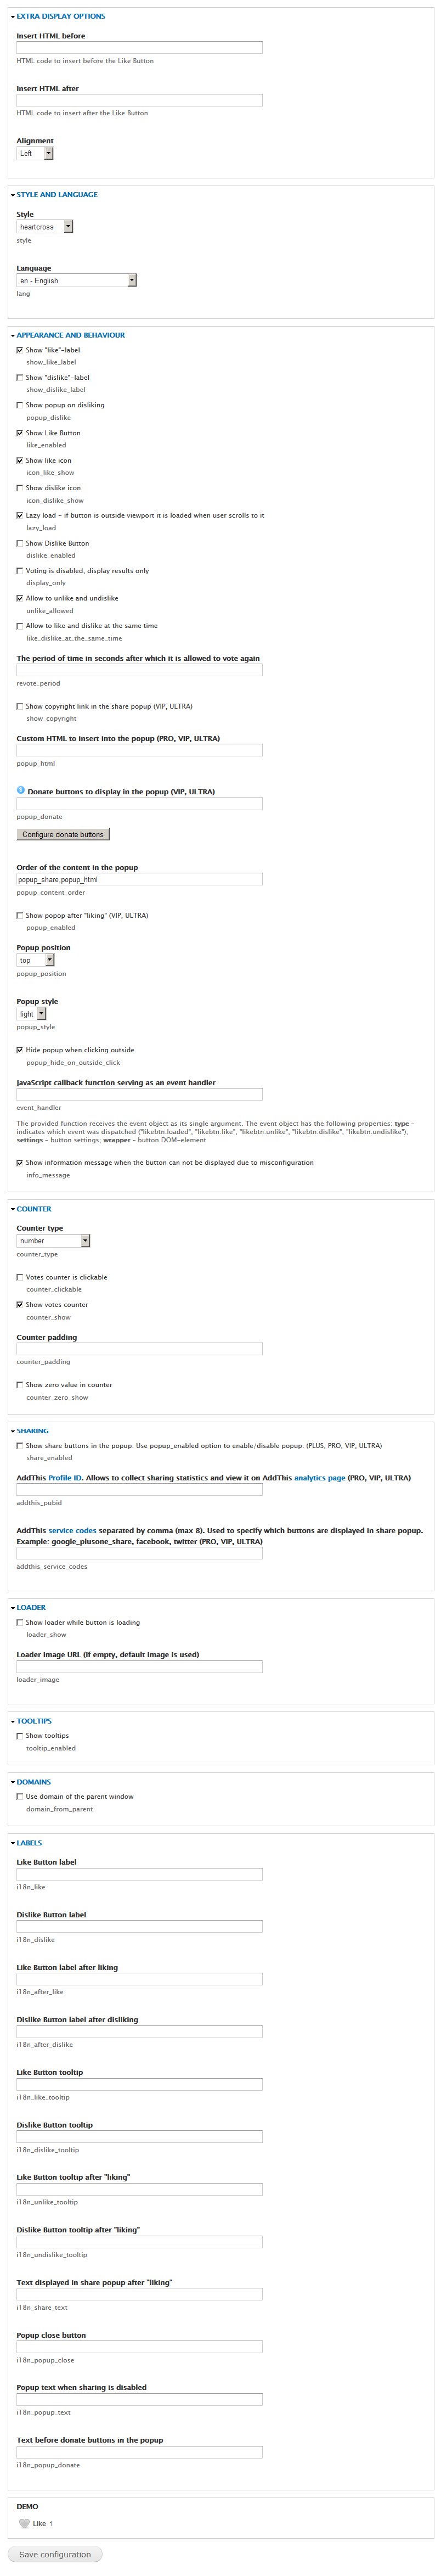 EXTRA DISPLAY OPTIONS
Insert HTML before
HTML code to insert before the Like Button
Insert HTML after
HTML code to insert after the Like Button
Alignment
Left
STYLE AND LANGUAGE
Style
heartcross
style
Language
en - English
lang
APPEARANCE AND BEHAVIOUR
Show "like"-label
show_like_label
Show "dislike"-label
show_dislike_label
Show popup on disliking
popup_dislike
Show Like Button
like_enabled
Show like icon
icon_like_show
Show dislike icon
icon_dislike_show
Lazy load - if button is outside viewport it is loaded when user scrolls to it
lazy_load
Show Dislike Button
dislike_enabled
Voting is disabled, display results only
display_only
Allow to unlike and undislike
unlike_allowed
Allow to like and dislike at the same time
like_dislike_at_the_same_time
The period of time in seconds after which it is allowed to vote again
revote_period
Show copyright link in the share popup (VIP, ULTRA)
show_copyright
Custom HTML to insert into the popup (PRO, VIP, ULTRA)
popup_html
Donate buttons to display in the popup (VIP, ULTRA)
popup_donate
Configure donate buttons
Order of the content in the popup
popup_share,popup_html
popup_content_order
Show popop after "liking" (VIP, ULTRA)
popup_enabled
Popup position
top
popup_position
Popup style
light
popup_style
Hide popup when clicking outside
popup_hide_on_outside_click
JavaScript callback function serving as an event handler
event_handler
The provided function receives the event object as its single argument. The event object has the following properties: type -
indicates which event was dispatched ("likebtn.loaded", "likebtn.like", "likebtn.unlike", "likebtn.dislike", "likebtn.undislike");
settings - button settings; wrapper - button DOM-element
Show information message when the button can not be displayed due to misconfiguration
info_message
COUNTER
Counter type
number
counter_type
Votes counter is clickable
counter_clickable
Show votes counter
counter_show
Counter padding
counter_padding
Show zero value in counter
counter_zero_show
SHARING
Show share buttons in the popup. Use popup_enabled option to enable/disable popup. (PLUS, PRO, VIP, ULTRA)
share_enabled
AddThis Profile ID. Allows to collect sharing statistics and view it on AddThis analytics page (PRO, VIP, ULTRA)
addthis_pubid
AddThis service codes separated by comma (max 8). Used to specify which buttons are displayed in share popup.
Example: google_plusone_share, facebook, twitter (PRO, VIP, ULTRA)
addthis_service_codes
LOADER
Show loader while button is loading
loader_show
Loader image URL (if empty, default image is used)
loader_image
TOOLTIPS
Show tooltips
tooltip_enabled
DOMAINS
Use domain of the parent window
domain_from_parent
LABELS
Like Button label
i18n_like
Dislike Button label
i18n_dislike
Like Button label after liking
i18n_after_like
Dislike Button label after disliking
i18n_after_dislike
Like Button tooltip
i18n_like_tooltip
Dislike Button tooltip
i18n_dislike_tooltip
Like Button tooltip after "liking"
i18n_unlike_tooltip
Dislike Button tooltip after "liking"
i18n_undislike_tooltip
Text displayed in share popup after "liking"
i18n_share_text
Popup close button
i18n_popup_close
Popup text when sharing is disabled
i18n_popup_text
Text before donate buttons in the popup
i18n_popup_donate
DEMO
Like 1
Save configuration